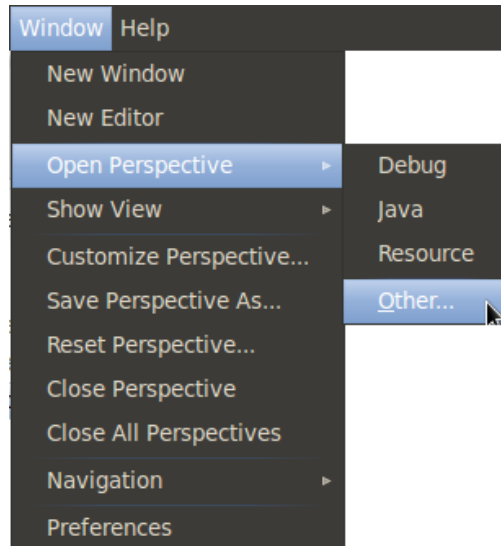 Window Help
New Window
New Editor
Open Perspective
Show View
Customize Perspective...
Save Perspective As...
Reset Perspective...
Close Perspective
Close All Perspectives
Navigation
Preferences
Debug
Java
Resource
Other...